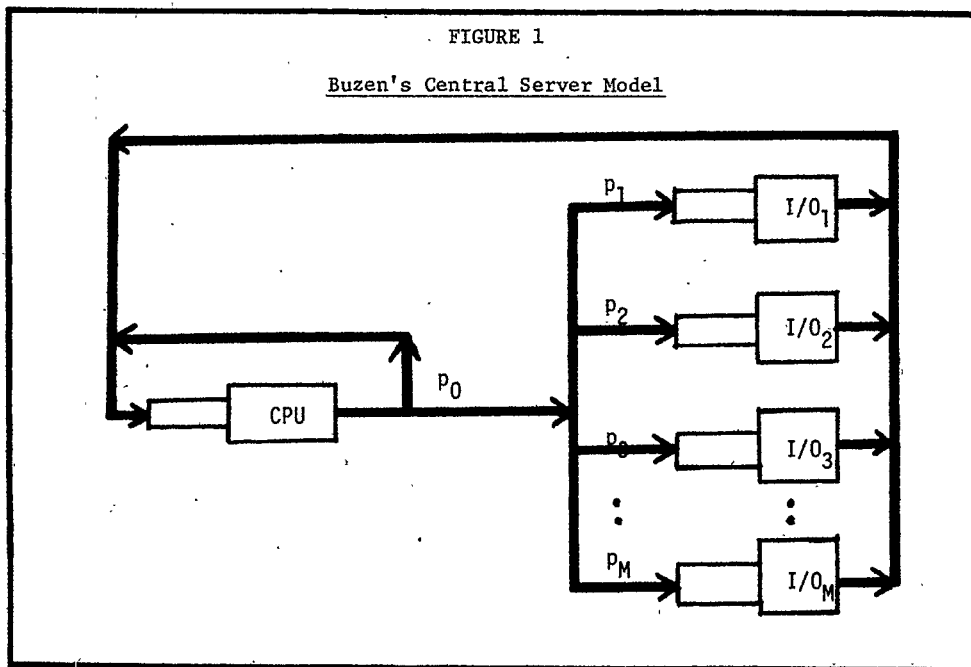 FIGURE 1
Buzen's Central Server Model
p1
I/O1
p2
I/O2
p0
CPU
I/O3
pM
I/OM